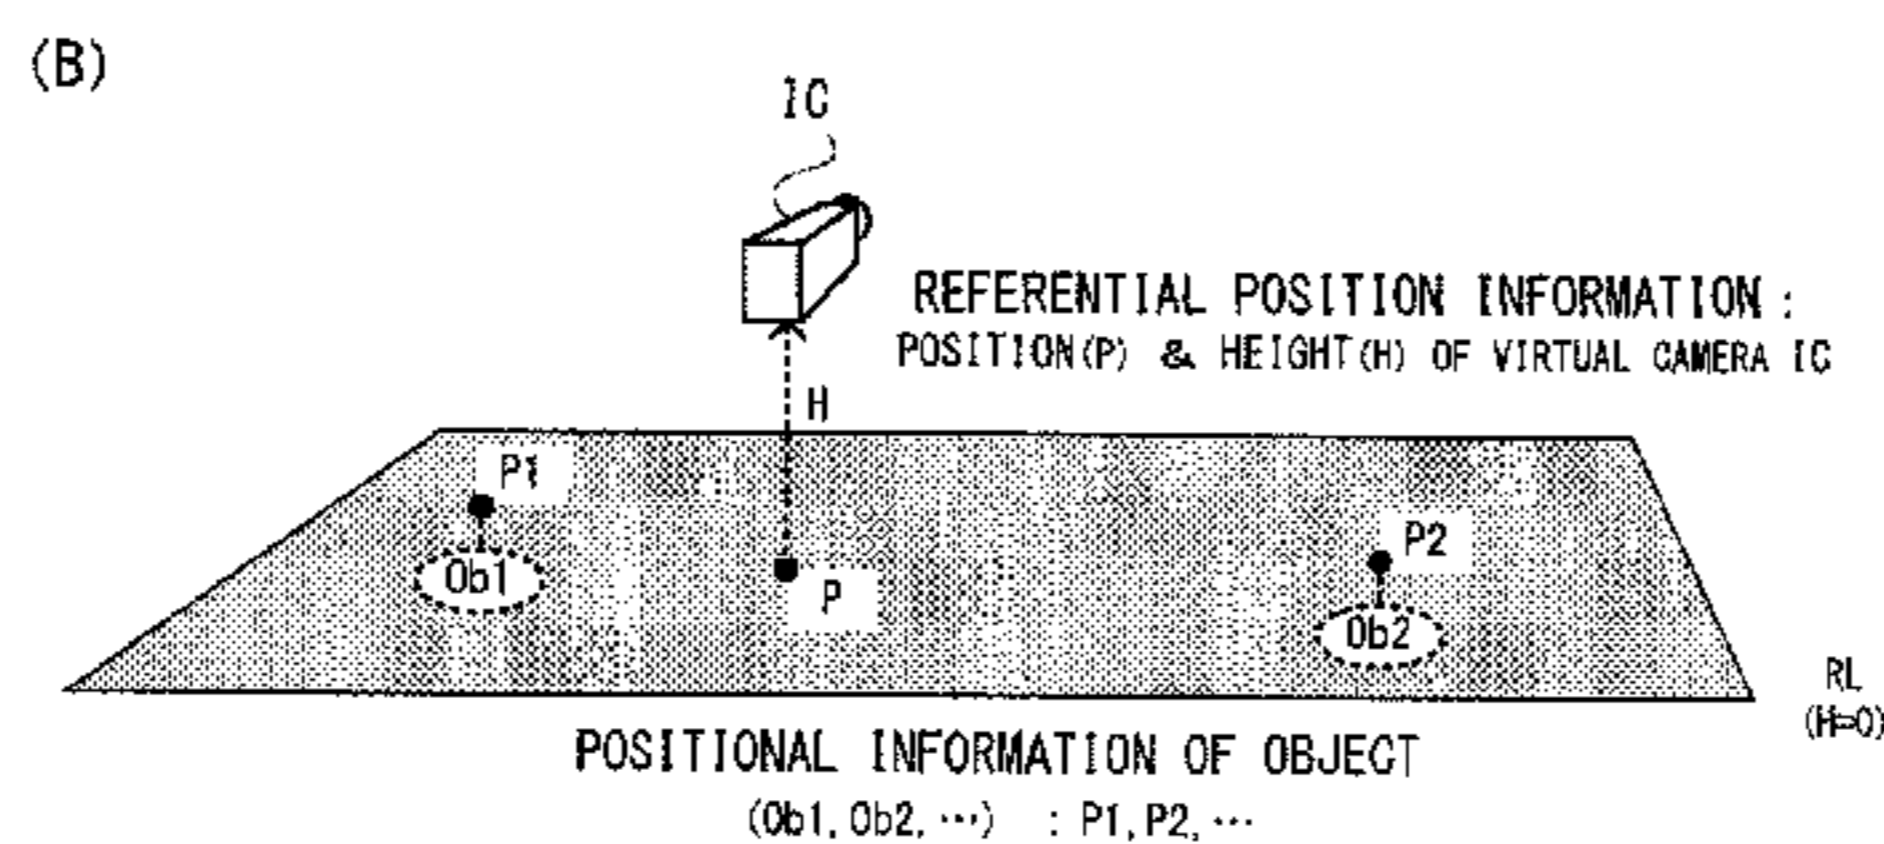 (B)
IC
REFERENTIAL POSITION INFORMATION :
POSITION(P) & HEIGHT(H) OF VIRTUAL CAMERA IC
H
P1
Ob1
P
P2
Ob2
RL
(H=0)
POSITIONAL INFORMATION OF OBJECT
(Ob1, Ob2, ···) : P1, P2, ···